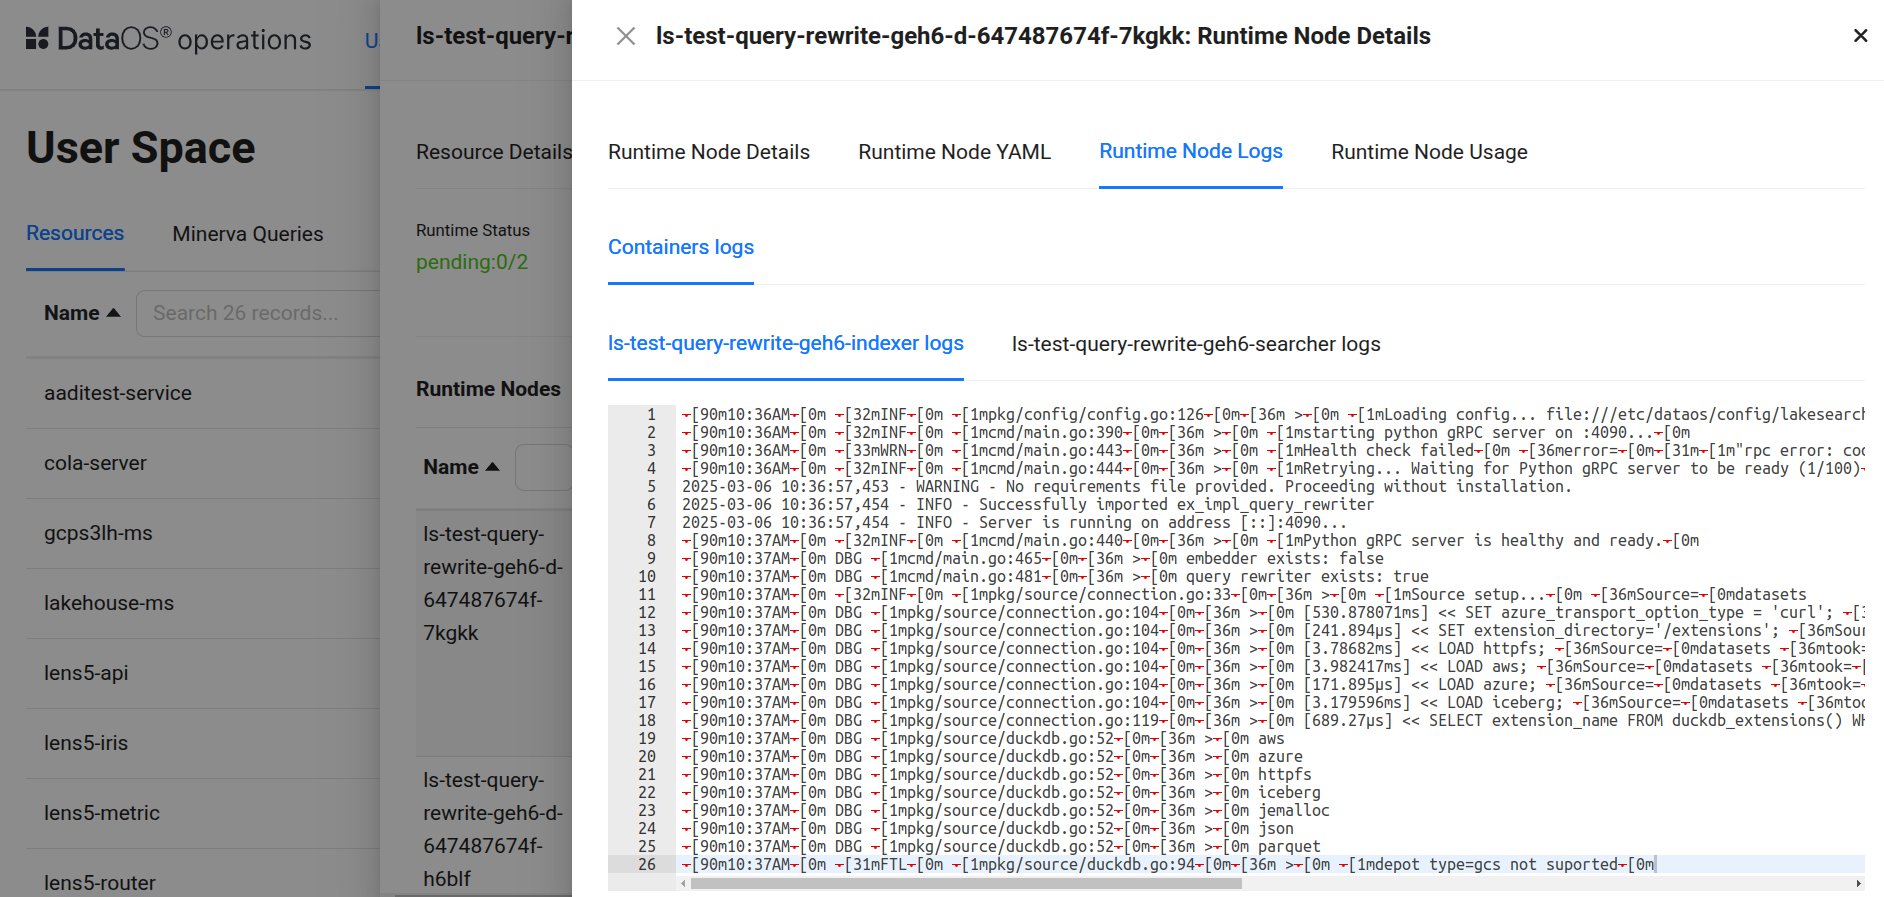 DataOS® operations
User Space
Resources
Minerva Queries
Name
Search 26 records...
aaditest-service
cola-server
gcps3lh-ms
lakehouse-ms
lens5-api
lens5-iris
lens5-metric
lens5-router
Resource Details
Runtime Status
pending:0/2
Runtime Nodes
Name
ls-test-query-
rewrite-geh6-d-
647487674f-
7kgkk
ls-test-query-
rewrite-geh6-d-
647487674f-
h6blf
ls-test-query-rewrite-geh6-d-647487674f-7kgkk: Runtime Node Details
Runtime Node Details
Runtime Node YAML
Runtime Node Logs
Runtime Node Usage
Containers logs
ls-test-query-rewrite-geh6-indexer logs
ls-test-query-rewrite-geh6-searcher logs
1 [90m10:36AM[0m [32mINF[0m [1mpkg/config/config.go:126[0m[36m >[0m [1mLoading config... file:///etc/dataos/config/lakesearch
2 [90m10:36AM[0m [32mINF[0m [1mcmd/main.go:390[0m[36m >[0m [1mstarting python gRPC server on :4090...[0m
3 [90m10:36AM[0m [33mWRN[0m [1mcmd/main.go:443[0m[36m >[0m [1mHealth check failed[0m [36merror=[0m[31m[1m"rpc error:
4 [90m10:36AM[0m [32mINF[0m [1mcmd/main.go:444[0m[36m >[0m [1mRetrying... Waiting for Python gRPC server to be ready (1/100)
5 2025-03-06 10:36:57,453 - WARNING - No requirements file provided. Proceeding without installation.
6 2025-03-06 10:36:57,454 - INFO - Successfully imported ex_impl_query_rewriter
7 2025-03-06 10:36:57,454 - INFO - Server is running on address [::]:4090...
8 [90m10:37AM[0m [32mINF[0m [1mcmd/main.go:440[0m[36m >[0m [1mPython gRPC server is healthy and ready.[0m
9 [90m10:37AM[0m DBG [1mcmd/main.go:465[0m[36m >[0m embedder exists: false
10 [90m10:37AM[0m DBG [1mcmd/main.go:481[0m[36m >[0m query rewriter exists: true
11 [90m10:37AM[0m [32mINF[0m [1mpkg/source/connection.go:33[0m[36m >[0m [1mSource setup...[0m [36mSource=[0mdatasets
12 [90m10:37AM[0m DBG [1mpkg/source/connection.go:104[0m[36m >[0m [530.878071ms] << SET azure_transport_option_type = 'curl';
13 [90m10:37AM[0m DBG [1mpkg/source/connection.go:104[0m[36m >[0m [241.894µs] << SET extension_directory='/extensions';
14 [90m10:37AM[0m DBG [1mpkg/source/connection.go:104[0m[36m >[0m [3.78682ms] << LOAD httpfs; [36mSource=[0mdatasets [36mtook=
15 [90m10:37AM[0m DBG [1mpkg/source/connection.go:104[0m[36m >[0m [3.982417ms] << LOAD aws; [36mSource=[0mdatasets [36mtook=
16 [90m10:37AM[0m DBG [1mpkg/source/connection.go:104[0m[36m >[0m [171.895µs] << LOAD azure; [36mSource=[0mdatasets [36mtook=
17 [90m10:37AM[0m DBG [1mpkg/source/connection.go:104[0m[36m >[0m [3.179596ms] << LOAD iceberg; [36mSource=[0mdatasets
18 [90m10:37AM[0m DBG [1mpkg/source/connection.go:119[0m[36m >[0m [689.27µs] << SELECT extension_name FROM duckdb_extensions()
19 [90m10:37AM[0m DBG [1mpkg/source/duckdb.go:52[0m[36m >[0m aws
20 [90m10:37AM[0m DBG [1mpkg/source/duckdb.go:52[0m[36m >[0m azure
21 [90m10:37AM[0m DBG [1mpkg/source/duckdb.go:52[0m[36m >[0m httpfs
22 [90m10:37AM[0m DBG [1mpkg/source/duckdb.go:52[0m[36m >[0m iceberg
23 [90m10:37AM[0m DBG [1mpkg/source/duckdb.go:52[0m[36m >[0m jemalloc
24 [90m10:37AM[0m DBG [1mpkg/source/duckdb.go:52[0m[36m >[0m json
25 [90m10:37AM[0m DBG [1mpkg/source/duckdb.go:52[0m[36m >[0m parquet
26 [90m10:37AM[0m [31mFTL[0m [1mpkg/source/duckdb.go:94[0m[36m >[0m [1mdepot type=gcs not suported[0m